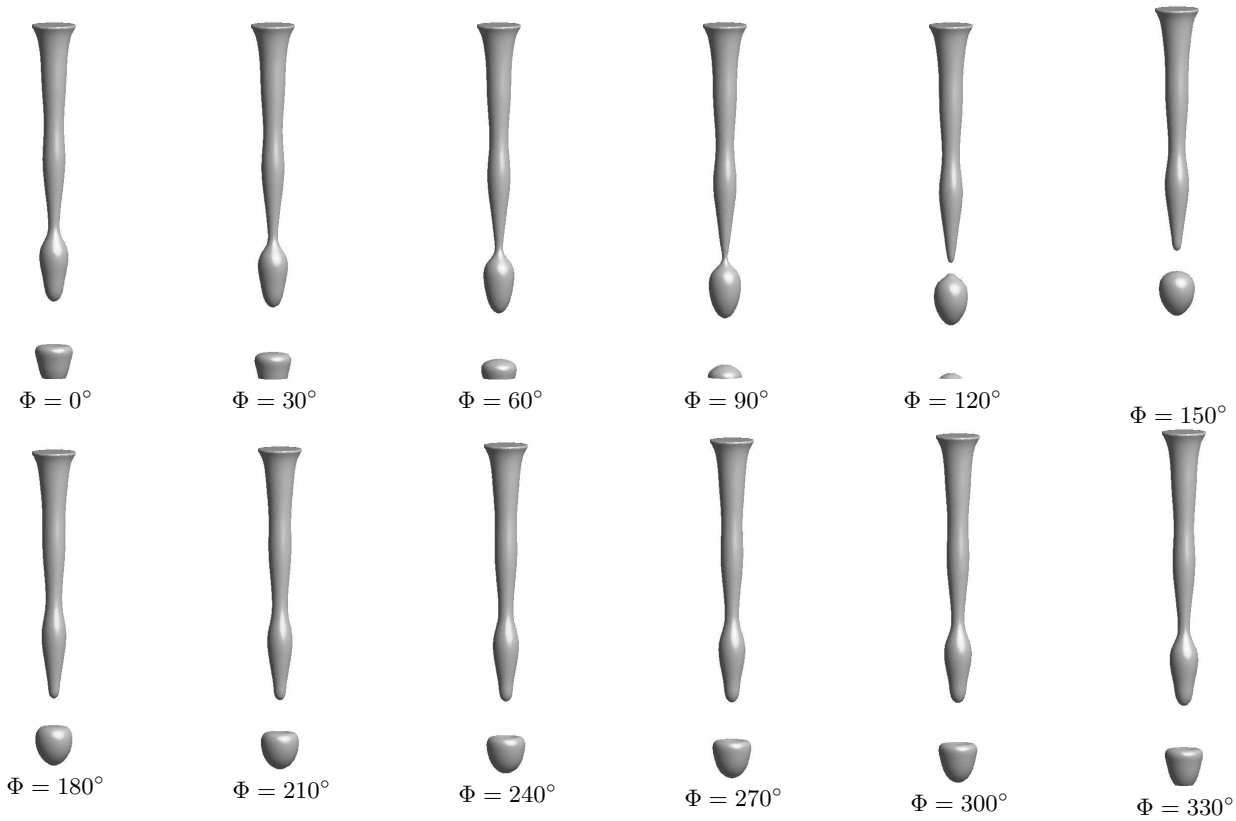 Φ = 0°
Φ = 30°
Φ = 60°
Φ = 90°
Φ = 120°
Φ = 150°
Φ = 180°
Φ = 210°
Φ = 240°
Φ = 270°
Φ = 300°
Φ = 330°